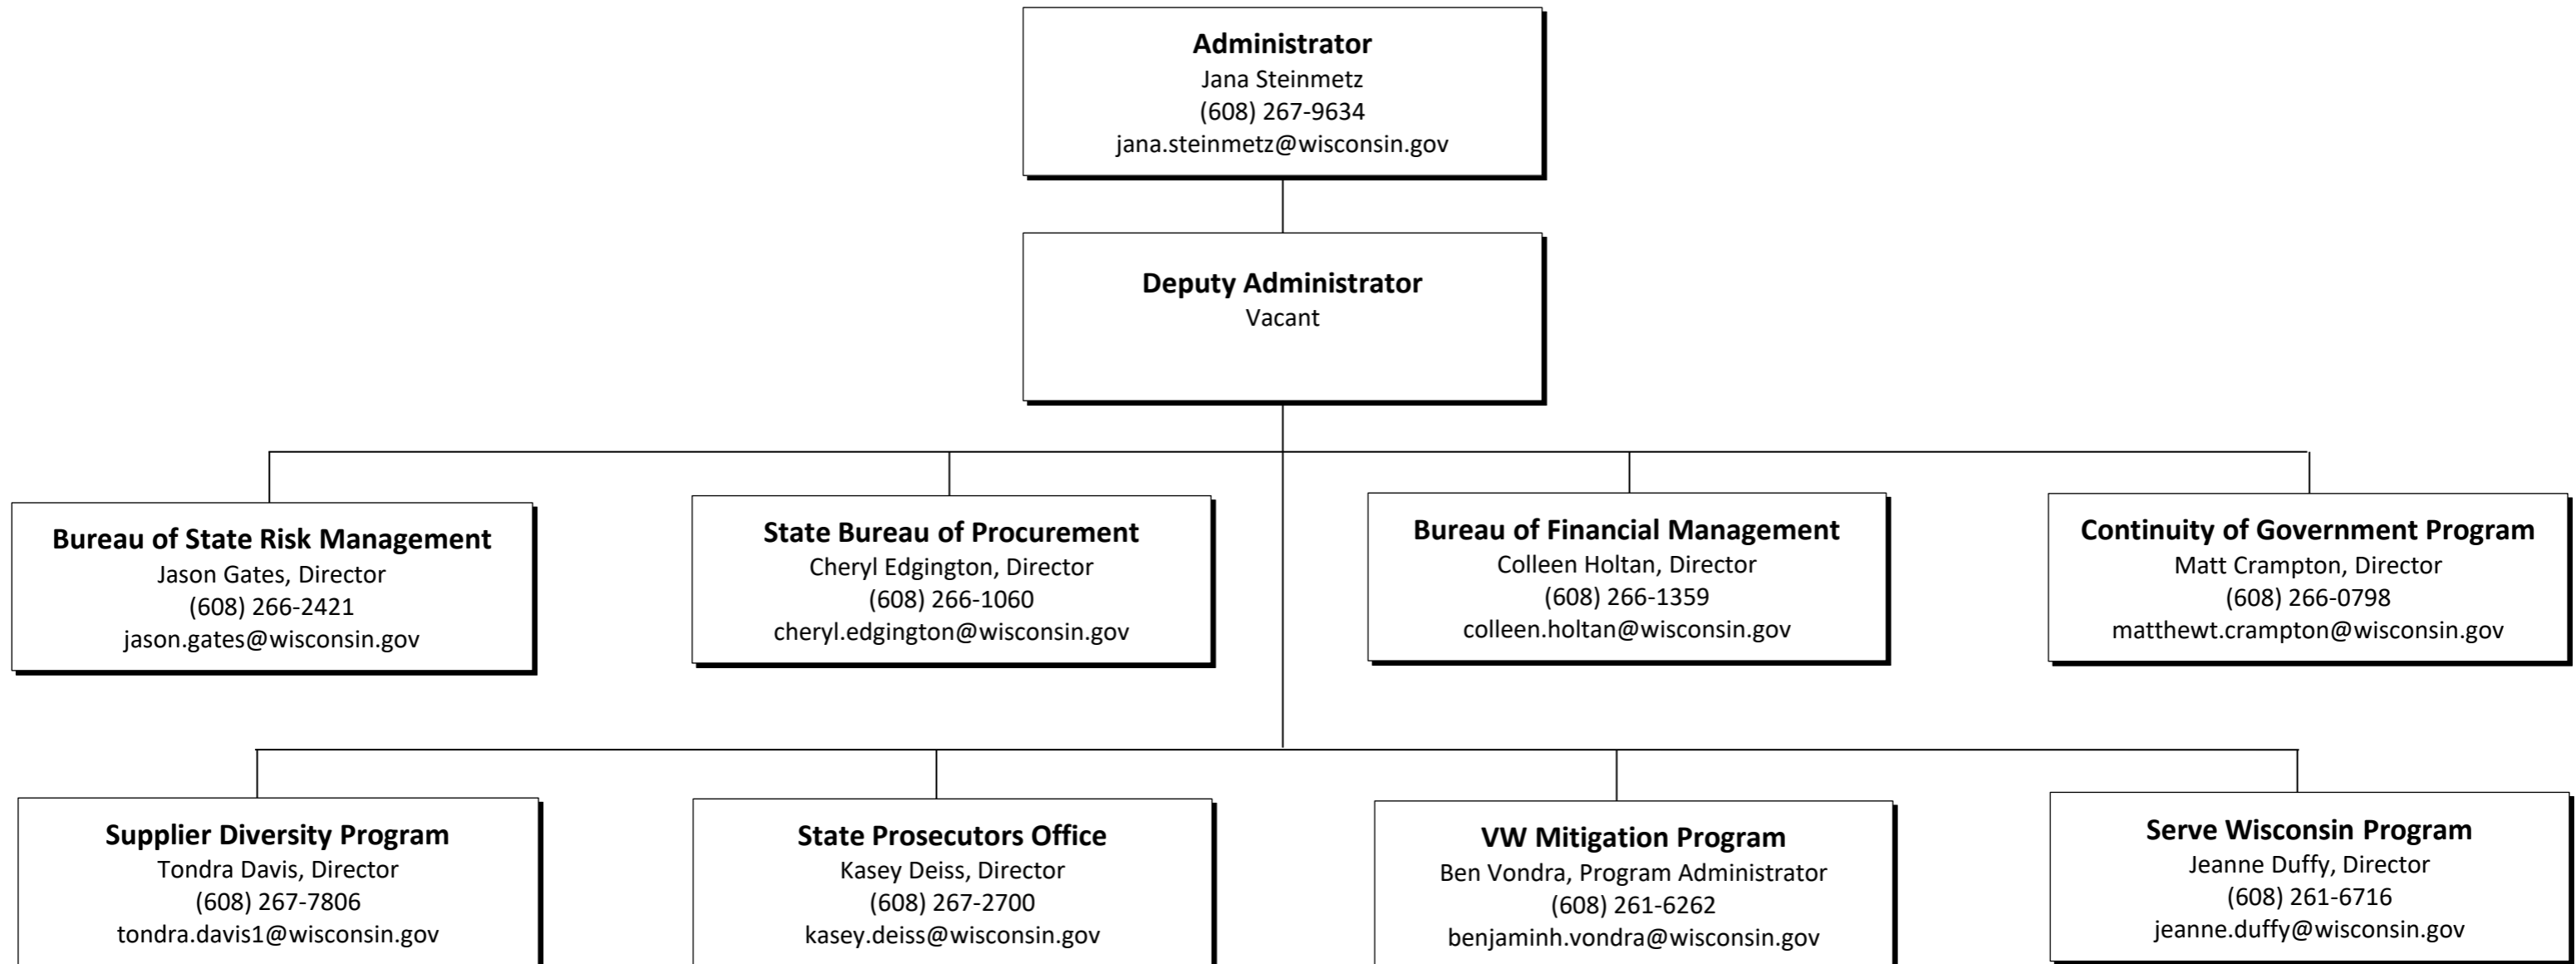 Administrator
Jana Steinmetz
(608) 267-9634
jana.steinmetz@wisconsin.gov
Deputy Administrator
Vacant
Bureau of State Risk Management
Jason Gates, Director
(608) 266-2421
jason.gates@wisconsin.gov
State Bureau of Procurement
Cheryl Edgington, Director
(608) 266-1060
cheryl.edgington@wisconsin.gov
Bureau of Financial Management
Colleen Holtan, Director
(608) 266-1359
colleen.holtan@wisconsin.gov
Continuity of Government Program
Matt Crampton, Director
(608) 266-0798
matthewt.crampton@wisconsin.gov
Supplier Diversity Program
Tondra Davis, Director
(608) 267-7806
tondra.davis1@wisconsin.gov
State Prosecutors Office
Kasey Deiss, Director
(608) 267-2700
kasey.deiss@wisconsin.gov
VW Mitigation Program
Ben Vondra, Program Administrator
(608) 261-6262
benjaminh.vondra@wisconsin.gov
Serve Wisconsin Program
Jeanne Duffy, Director
(608) 261-6716
jeanne.duffy@wisconsin.gov